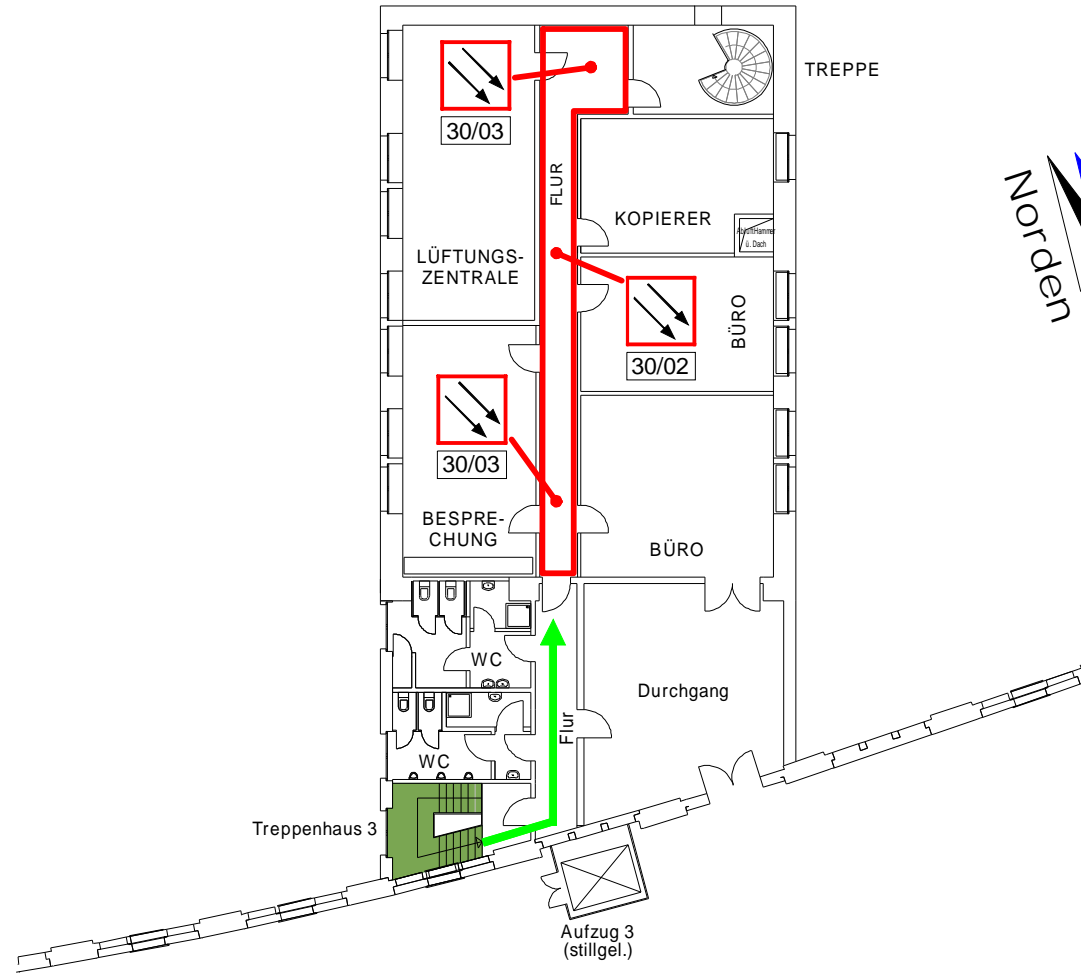 TREPPE
30/03
FLUR
Norden
KOPIERER
ü. Dach
LÜFTUNGS-
ZENTRALE
BÜRO
30/02
30/03
BESPRE-
CHUNG
BÜRO
WC
Durchgang
Flur
WC
Treppenhaus 3
Aufzug 3
(stillgel.)